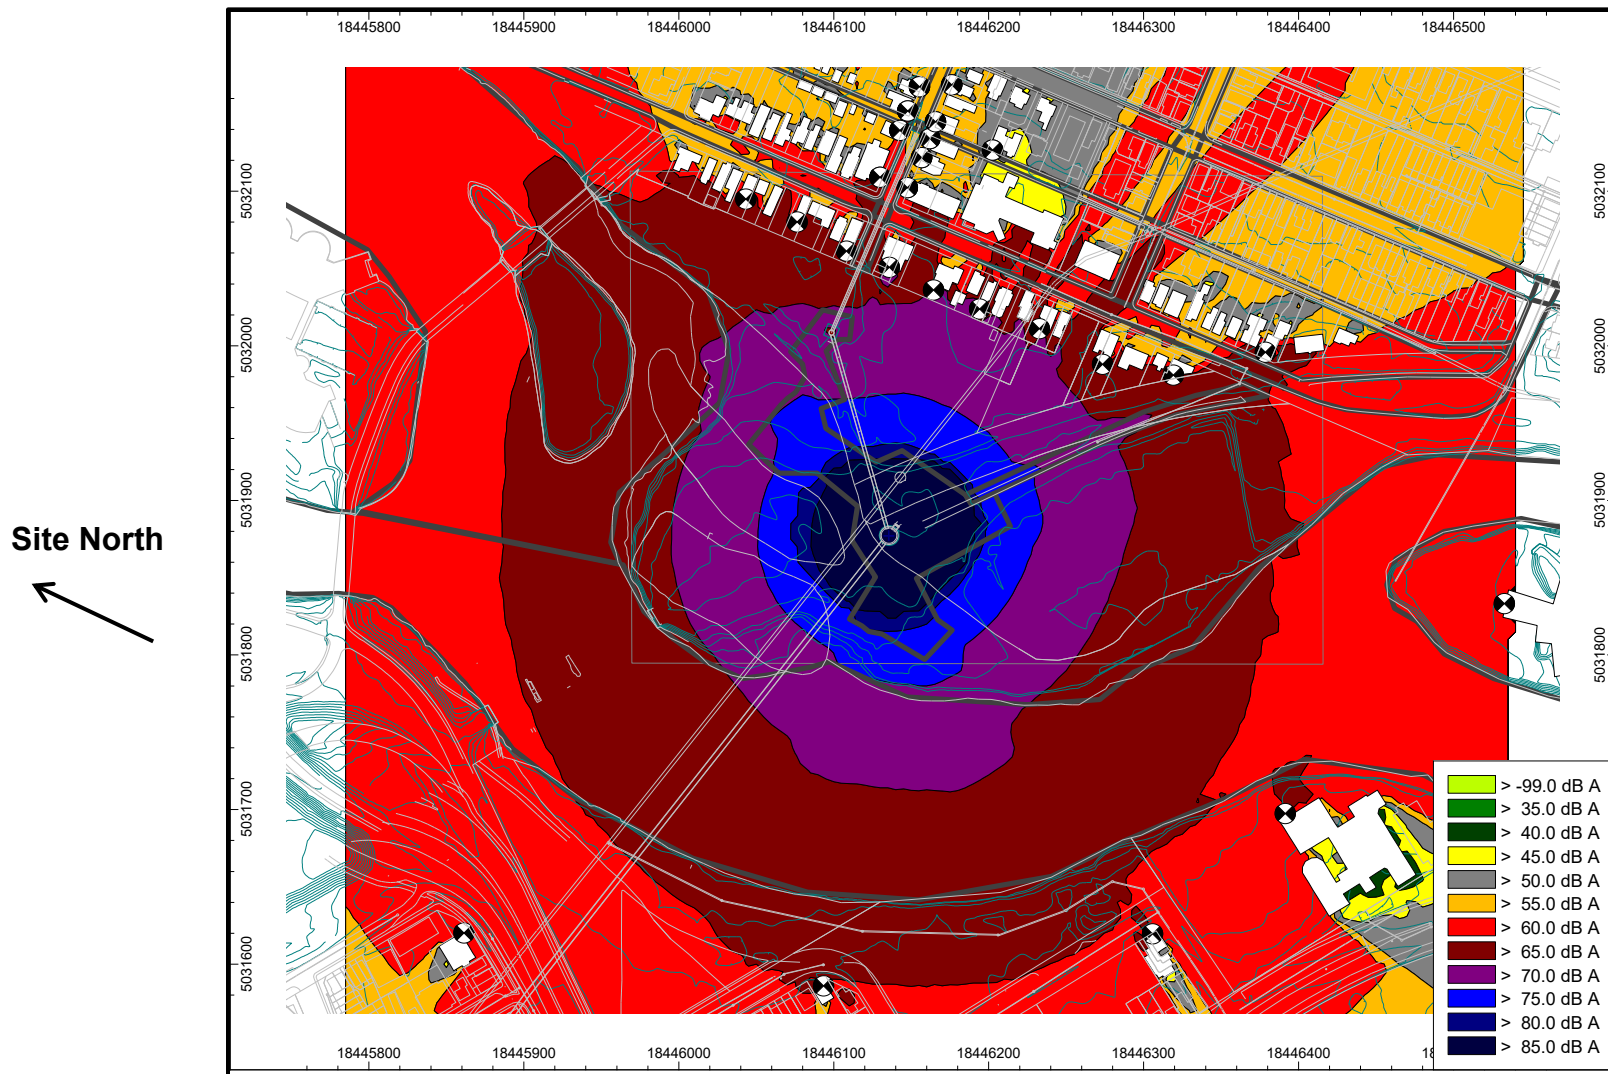 18445800 18445900 18446000 18446100 18446200 18446300 18446400 18446500
5032100
5032000
5031900
5031800
5031700
5031600
5032100
5032000
5031900
5031800
Site North
> -99.0 dB A
> 35.0 dB A
> 40.0 dB A
> 45.0 dB A
> 50.0 dB A
> 55.0 dB A
> 60.0 dB A
> 65.0 dB A
> 70.0 dB A
> 75.0 dB A
> 80.0 dB A
> 85.0 dB A
18445800 18445900 18446000 18446100 18446200 18446300 18446400